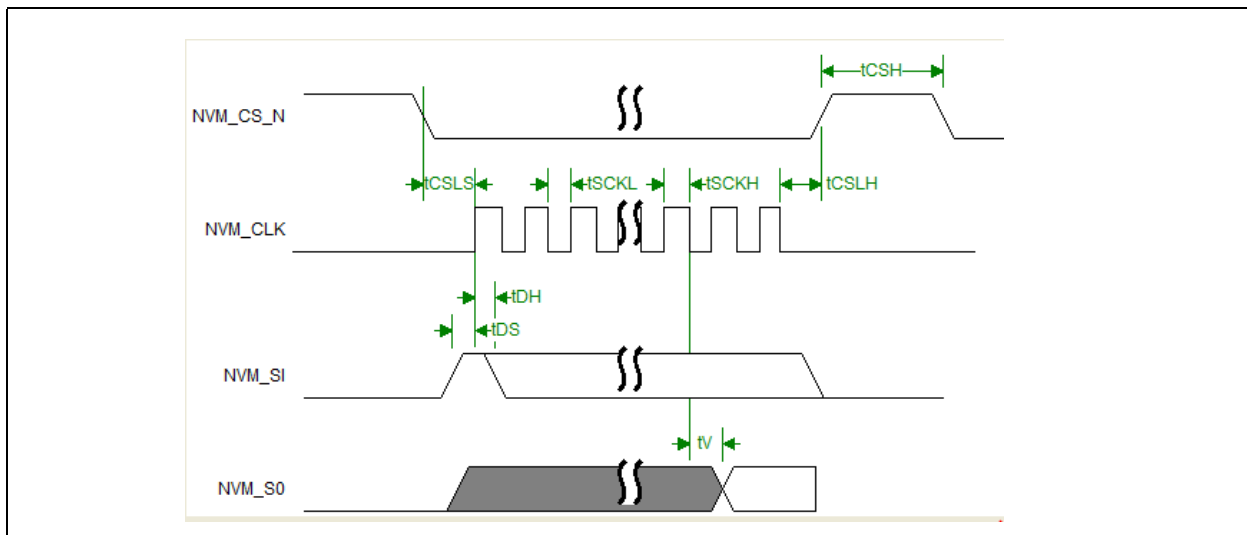 tCSH
NVM_CS_N
tCSLS
tSCKL
tSCKH
tCSLH
NVM_CLK
tDH
tDS
NVM_SI
tV
NVM_S0